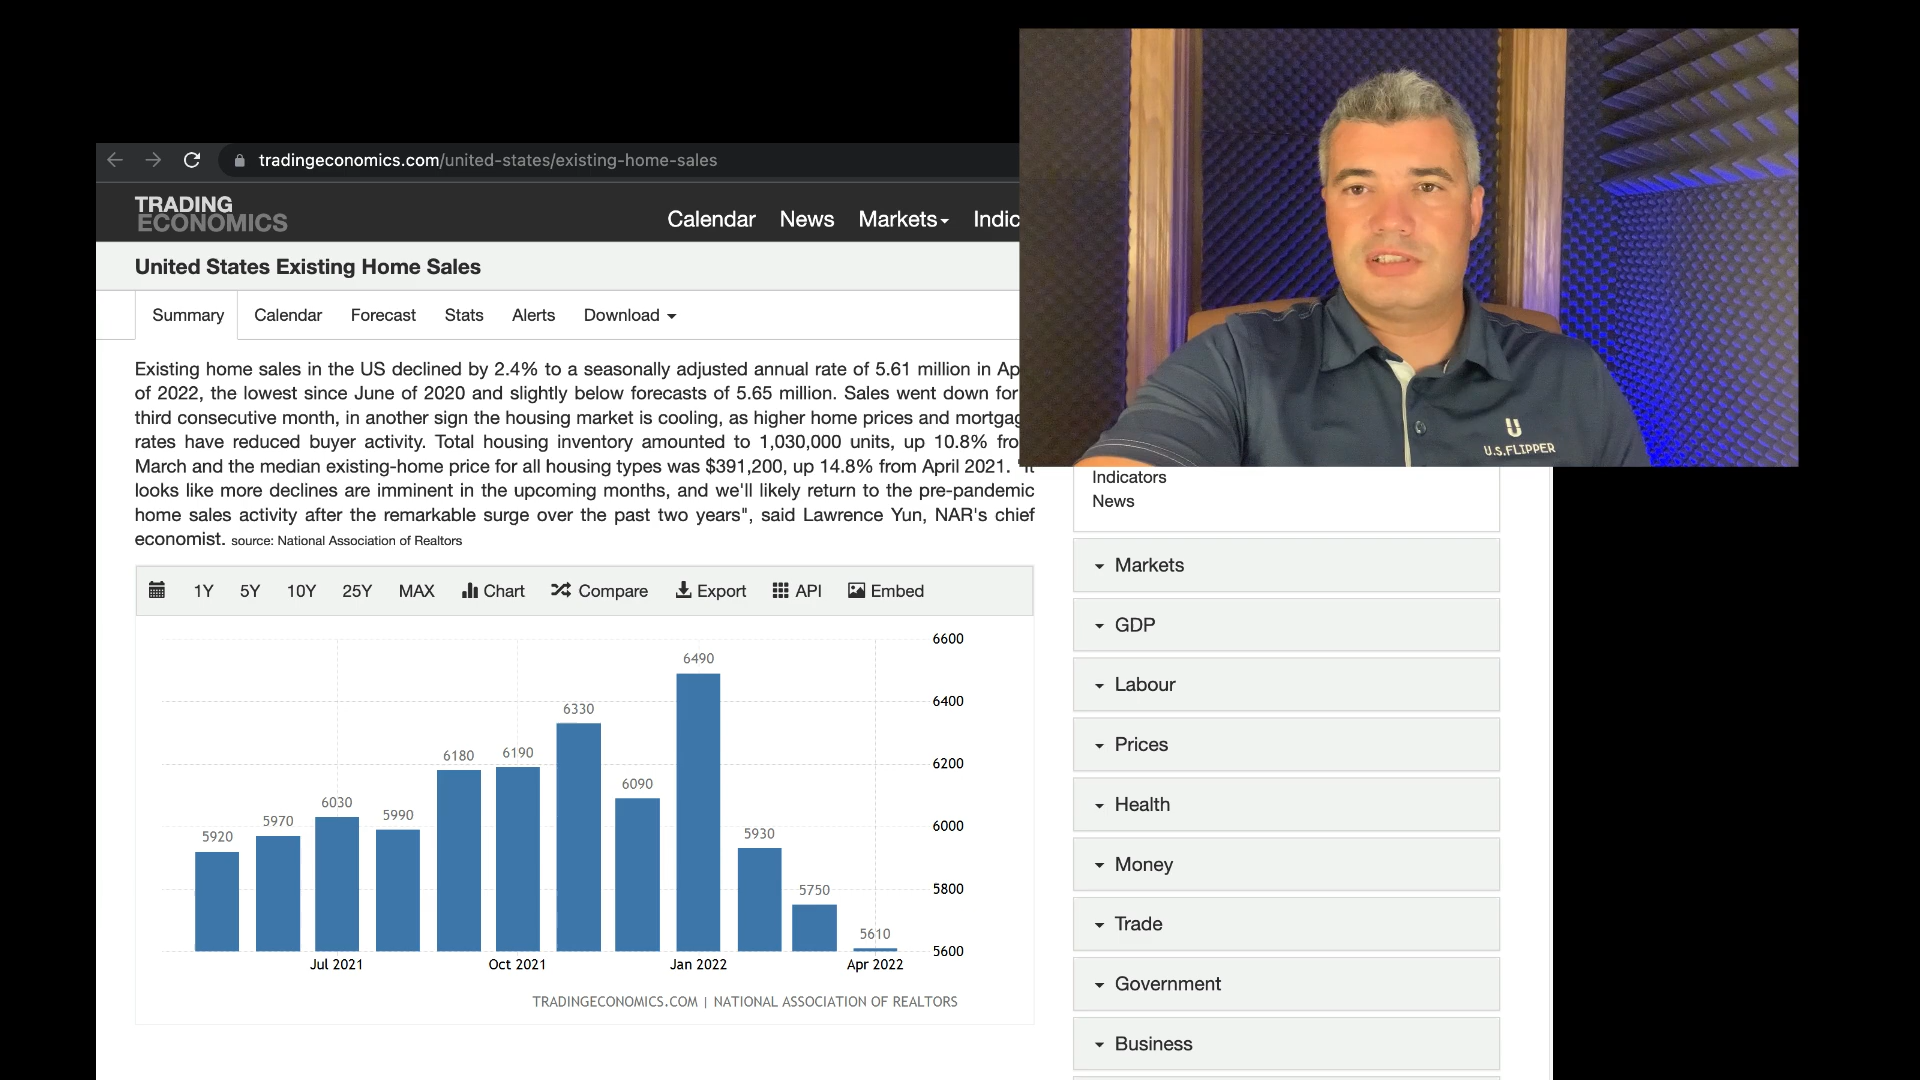 tradingeconomics.com/united-states/existing-home-sales
TRADING
ECONOMICS
Calendar News Markets Indic
United States Existing Home Sales
Summary Calendar Forecast Stats Alerts Download
Existing home sales in the US declined by 2.4% to a seasonally adjusted annual rate of 5.61 million in Ap
of 2022, the lowest since June of 2020 and slightly below forecasts of 5.65 million. Sales went down for
third consecutive month, in another sign the housing market is cooling, as higher home prices and mortgag
rates have reduced buyer activity. Total housing inventory amounted to 1,030,000 units, up 10.8% fro
March and the median existing-home price for all housing types was $391,200, up 14.8% from April 2021. "It
looks like more declines are imminent in the upcoming months, and we'll likely return to the pre-pandemic
home sales activity after the remarkable surge over the past two years", said Lawrence Yun, NAR's chief
economist. source: National Association of Realtors
1Y 5Y 10Y 25Y MAX Chart Compare Export API Embed
6600
6490
6400
6330
6200
6190
6180
6090
6030
6000
5990
5970
5930
5920
5800
5750
5610
5600
Jul 2021 Oct 2021 Jan 2022 Apr 2022
TRADINGECONOMICS.COM | NATIONAL ASSOCIATION OF REALTORS
U
U.S.FLIPPER
Indicators
News
Markets
GDP
Labour
Prices
Health
Money
Trade
Government
Business